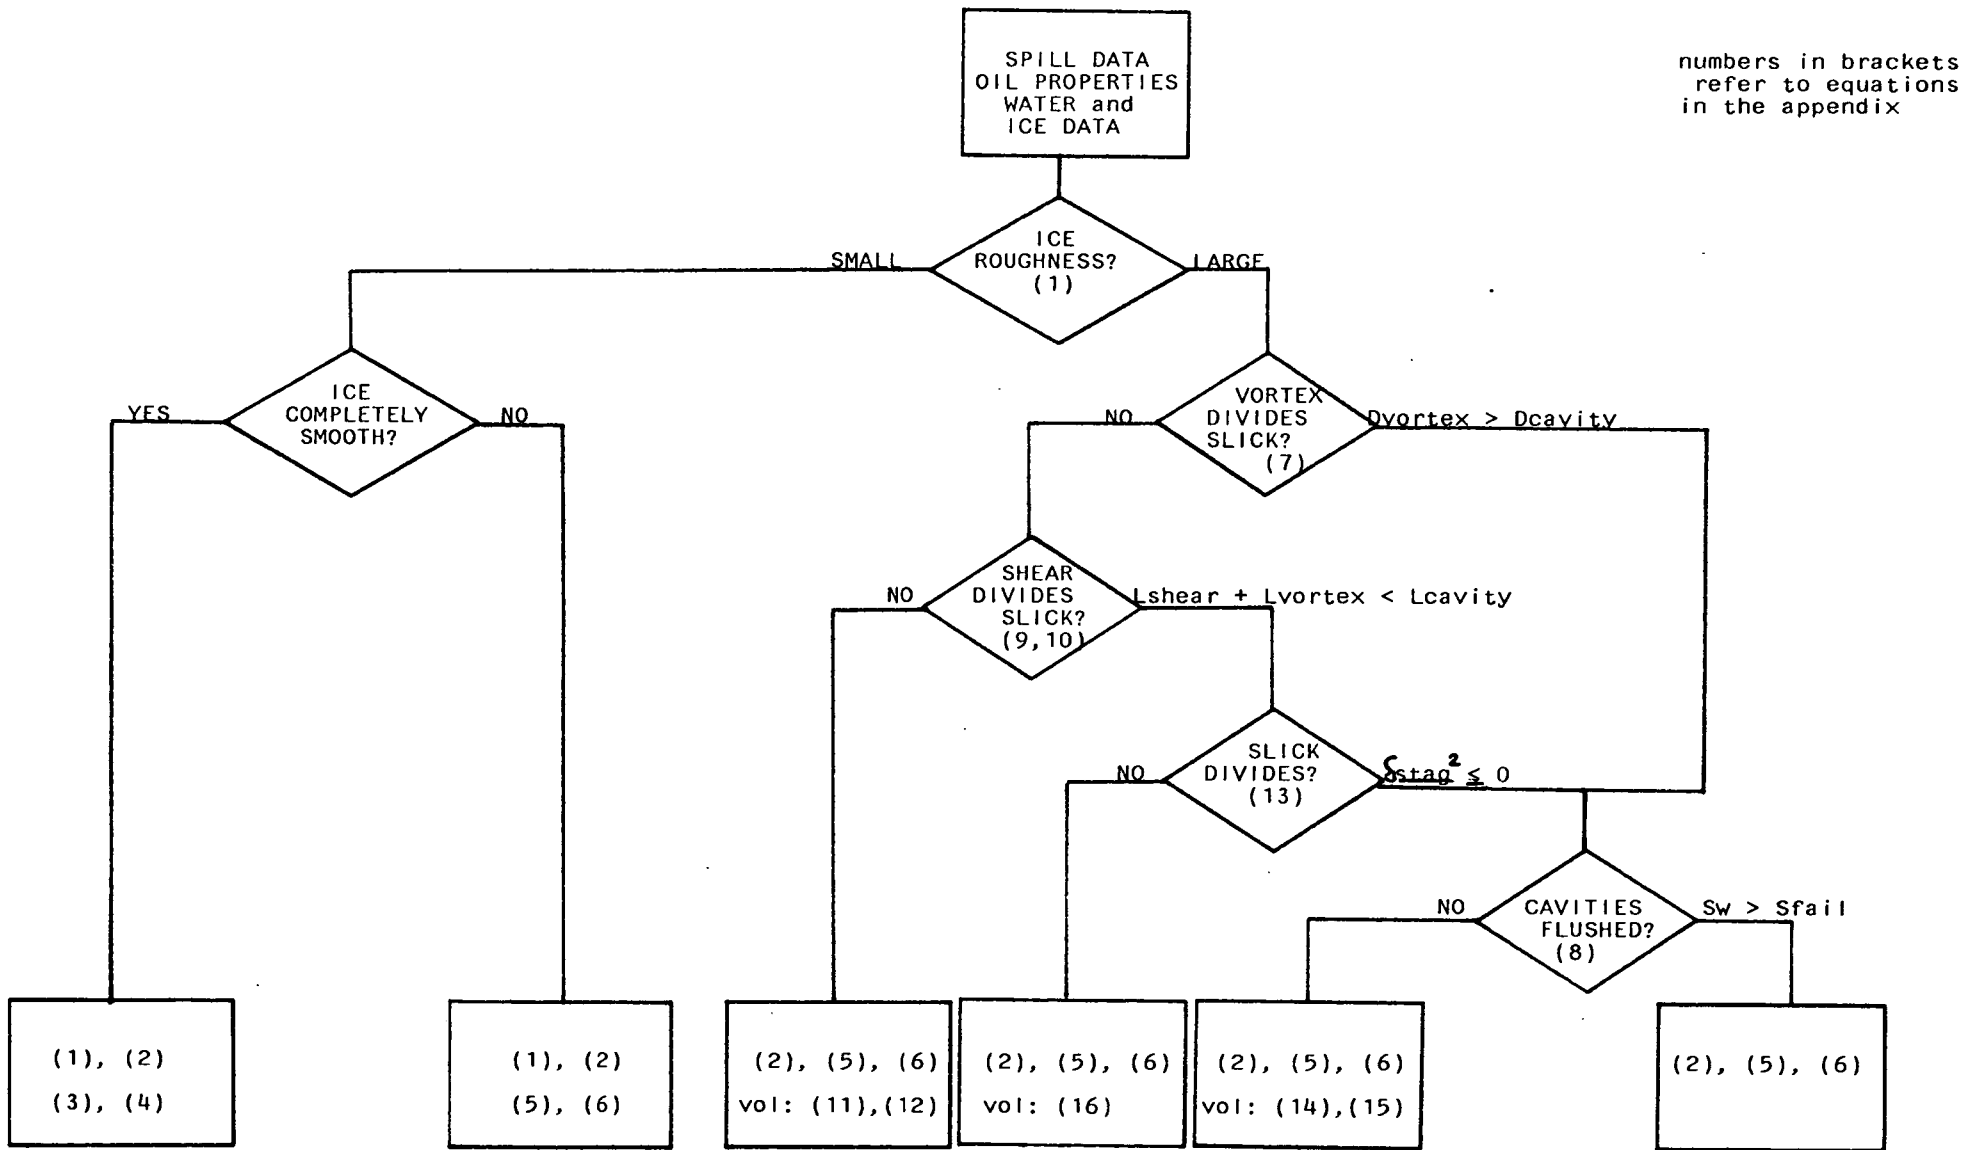 SPILL DATA
OIL PROPERTIES
WATER and
ICE DATA
numbers in brackets
refer to equations
in the appendix
ICE
ROUGHNESS?
(1)
SMALL
LARGE
ICE
COMPLETELY
SMOOTH?
YES
NO
VORTEX
DIVIDES
SLICK?
(7)
NO
Dvortex > Dcavity
SHEAR
DIVIDES
SLICK?
(9,10)
NO
Lshear + Lvortex < Lcavity
SLICK
DIVIDES?
(13)
NO
δstag² ≤ 0
CAVITIES
FLUSHED?
(8)
NO
Sw > Sfail
(1), (2)
(3), (4)
(1), (2)
(5), (6)
(2), (5), (6)
vol: (11),(12)
(2), (5), (6)
vol: (16)
(2), (5), (6)
vol: (14),(15)
(2), (5), (6)